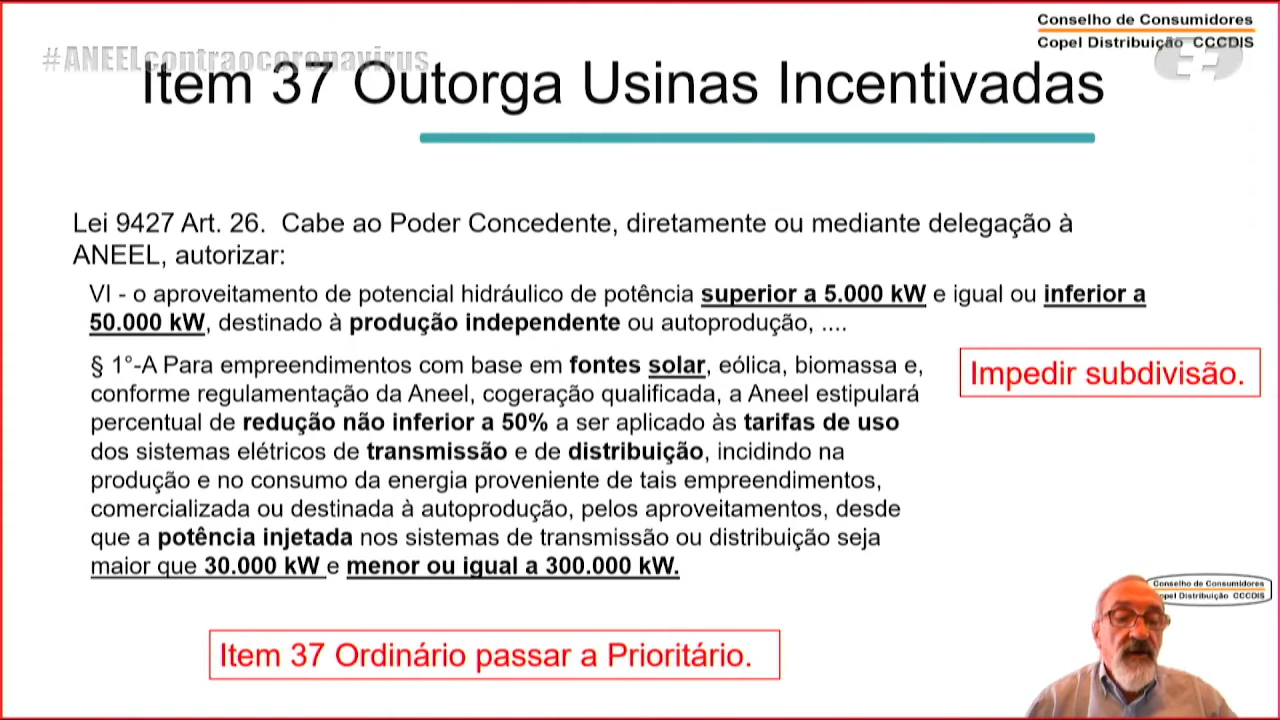 Conselho de Consumidores
Copel Distribuição CCCDIS
#ANEELcontraocoronavirus
Item 37 Outorga Usinas Incentivadas
Lei 9427 Art. 26. Cabe ao Poder Concedente, diretamente ou mediante delegação à
ANEEL, autorizar:
VI - o aproveitamento de potencial hidráulico de potência superior a 5.000 kW e igual ou inferior a
50.000 kW, destinado à produção independente ou autoprodução, ....
§ 1°-A Para empreendimentos com base em fontes solar, eólica, biomassa e,
conforme regulamentação da Aneel, cogeração qualificada, a Aneel estipulará
percentual de redução não inferior a 50% a ser aplicado às tarifas de uso
dos sistemas elétricos de transmissão e de distribuição, incidindo na
produção e no consumo da energia proveniente de tais empreendimentos,
comercializada ou destinada à autoprodução, pelos aproveitamentos, desde
que a potência injetada nos sistemas de transmissão ou distribuição seja
maior que 30.000 kW e menor ou igual a 300.000 kW.
Impedir subdivisão.
Item 37 Ordinário passar a Prioritário.
Conselho de Consumidores
opel Distribuição CCCDIS